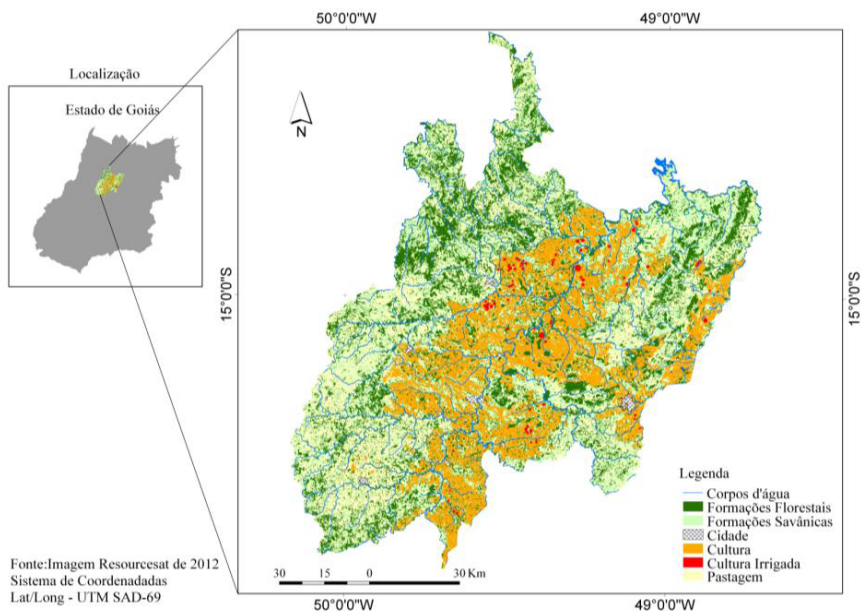 50°0'0"W
49°0'0"W
Localização
Estado de Goiás
N
15°0'0"S
15°0'0"S
Legenda
Corpos d'água
Formações Florestais
Formações Savânicas
Cidade
Cultura
Cultura Irrigada
Pastagem
Fonte:Imagem Resourcesat de 2012
Sistema de Coordenadadas
Lat/Long - UTM SAD-69
30 15 0 30 Km
50°0'0"W
49°0'0"W